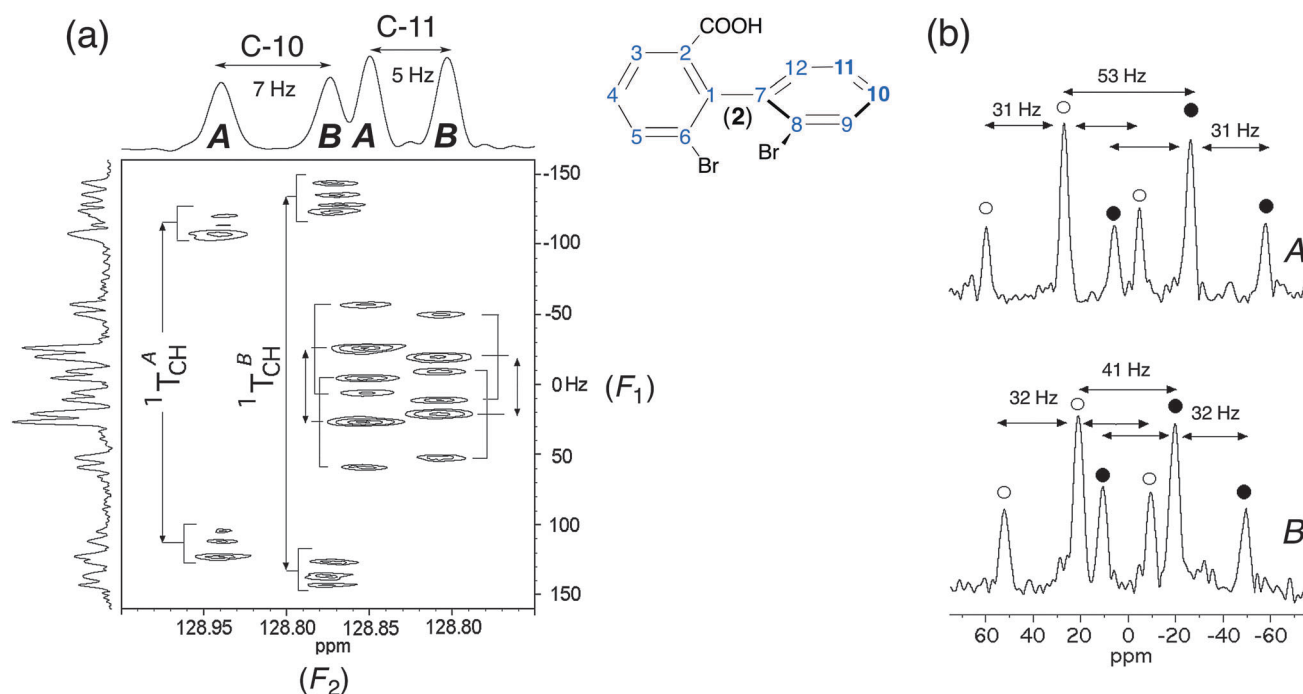 (a)
C-10
C-11
7 Hz
5 Hz
A
B
A
B
COOH
3
2
4
1
5
6
Br
(2)
12
11
7
10
8
9
Br
-150
-100
-50
0 Hz
50
100
150
(F1)
1TCH A
1TCH B
128.95
128.80
128.85
128.80
ppm
(F2)
(b)
53 Hz
31 Hz
31 Hz
A
41 Hz
32 Hz
32 Hz
B
60
40
20
0
-20
-40
-60
ppm